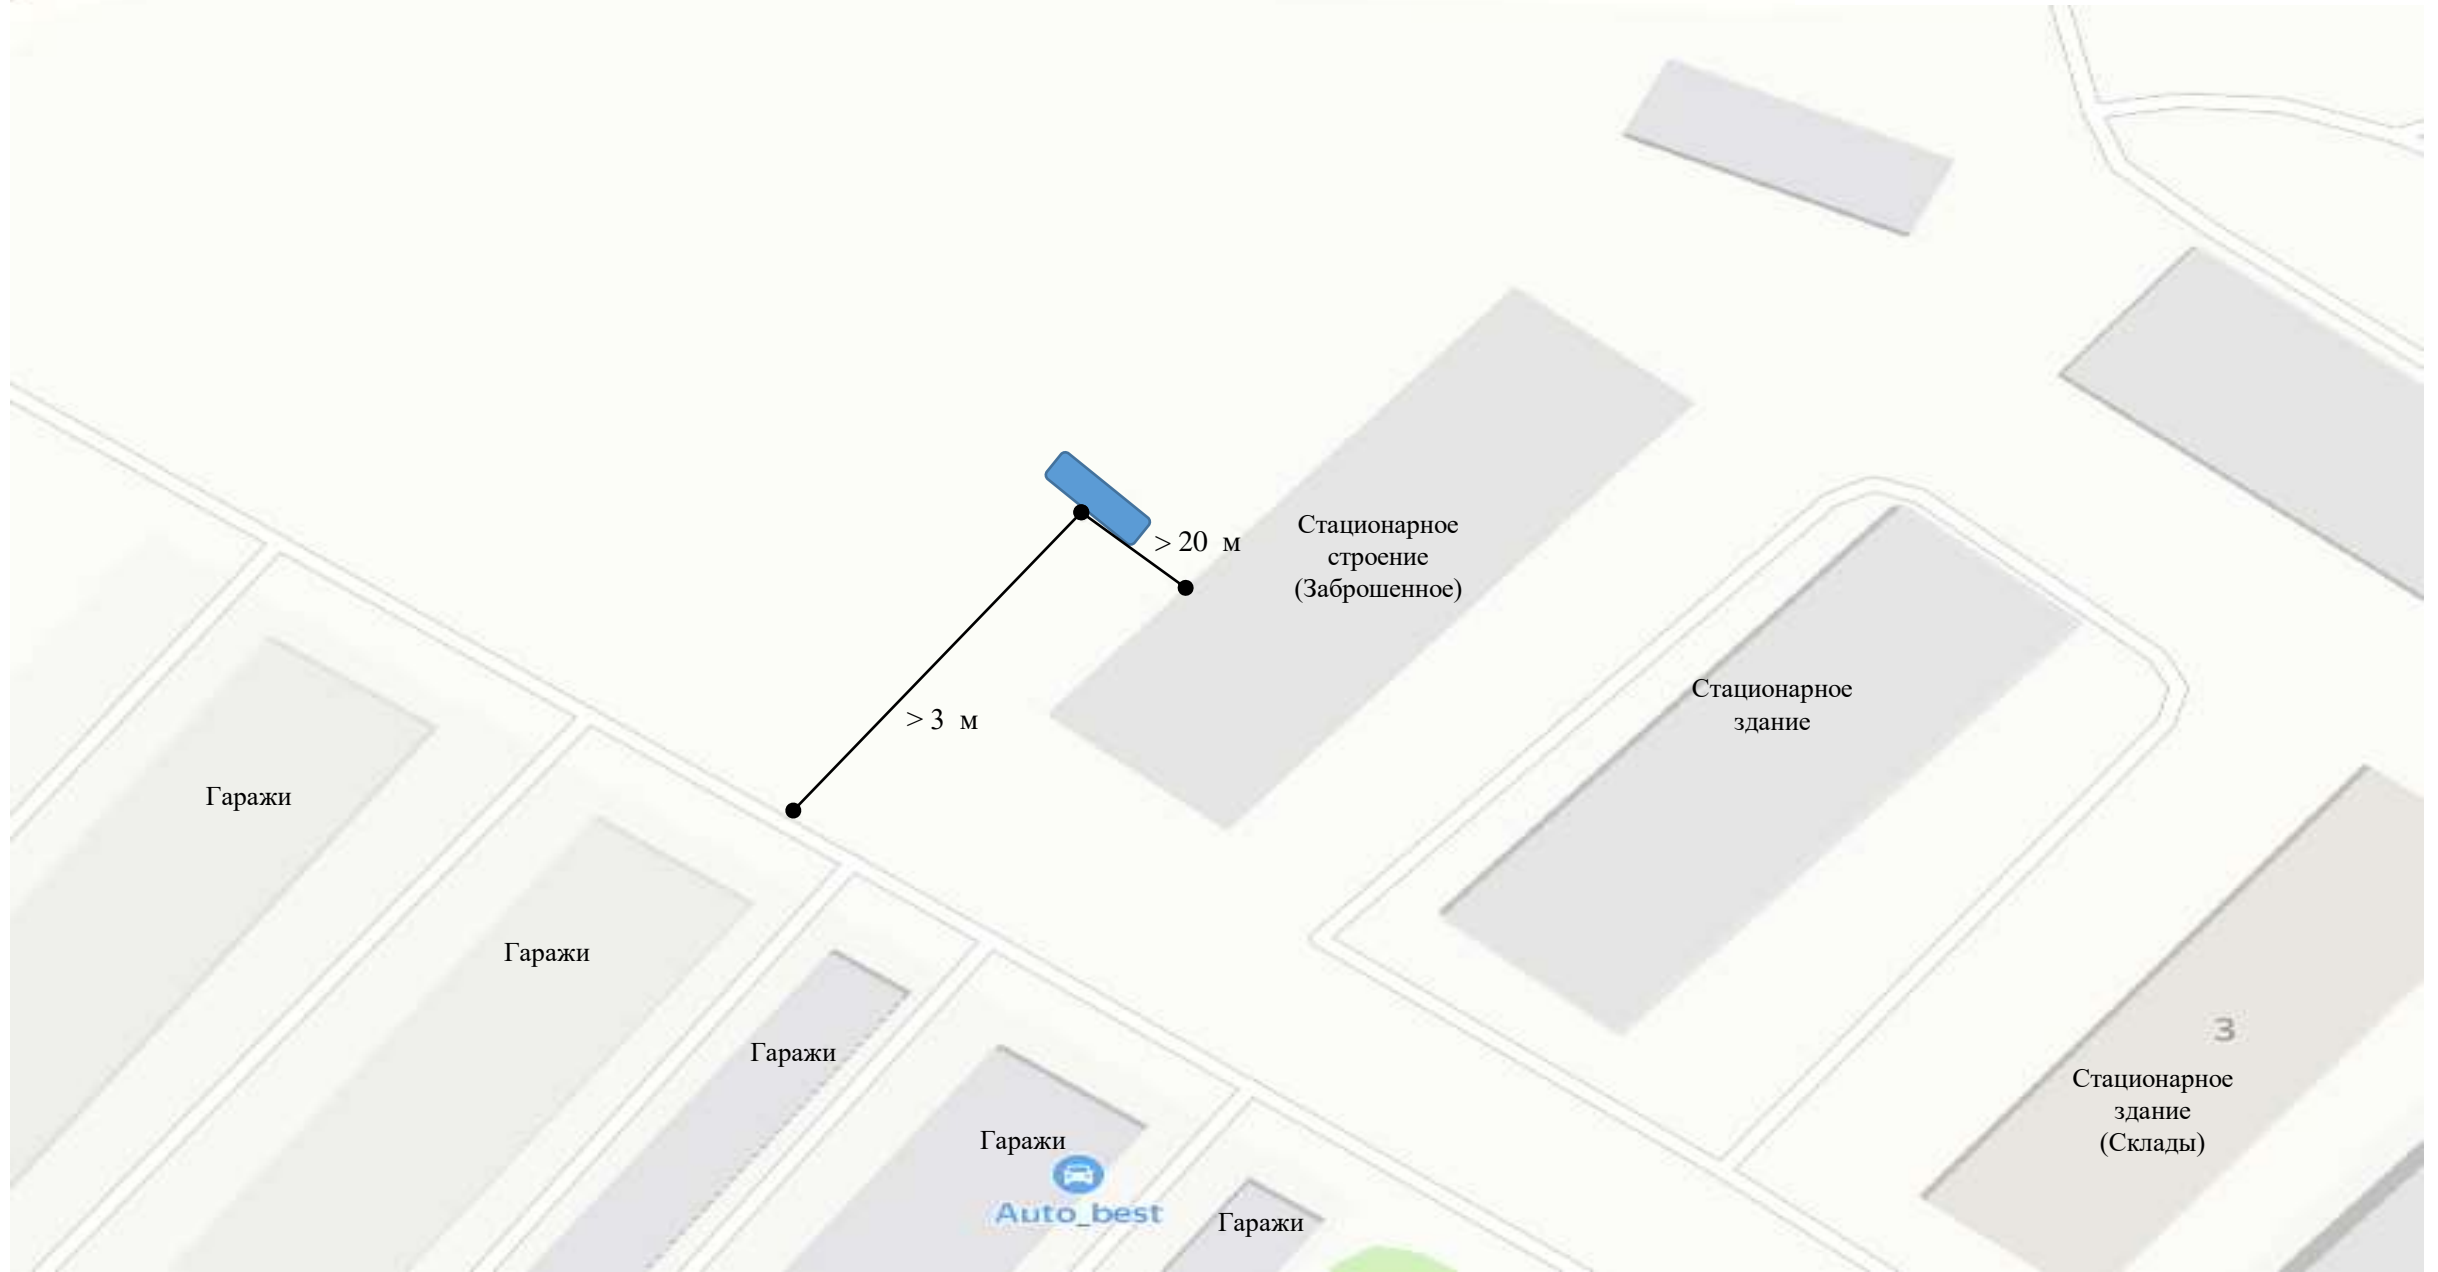 > 20 м
Стационарное
строение
(Заброшенное)
> 3 м
Стационарное
здание
Гаражи
Гаражи
Гаражи
3
Стационарное
здание
(Склады)
Гаражи
Auto_best
Гаражи